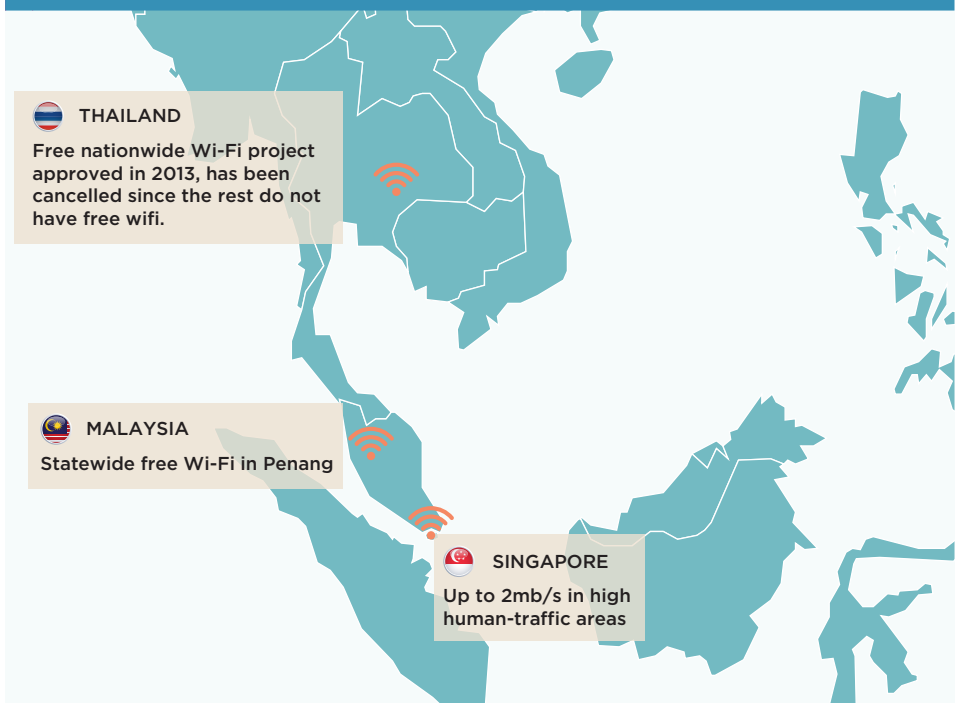 THAILAND
Free nationwide Wi-Fi project
approved in 2013, has been
cancelled since the rest do not
have free wifi.
MALAYSIA
Statewide free Wi-Fi in Penang
SINGAPORE
Up to 2mb/s in high
human-traffic areas